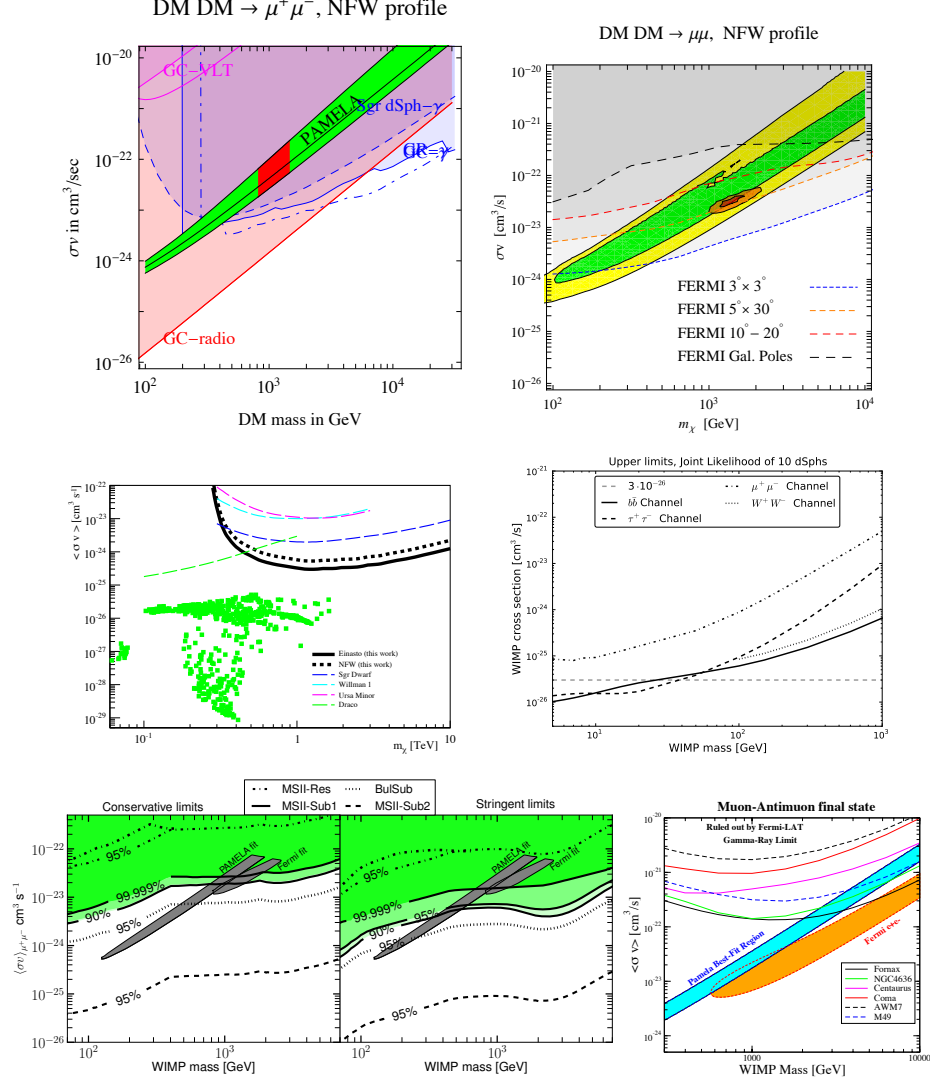 DM DM → μ⁺μ⁻, NFW profile
10⁻²⁰
10⁻²²
10⁻²⁴
10⁻²⁶
σv in cm³/sec
GC−VLT
PAMELA
Sgr dSph−γ
GC−radio
10²
10³
10⁴
DM mass in GeV
DM DM → μμ, NFW profile
10⁻²⁰
10⁻²¹
10⁻²²
10⁻²³
10⁻²⁴
10⁻²⁵
10⁻²⁶
σv [cm³/s]
FERMI 3°× 3°
FERMI 5°× 30°
FERMI 10°− 20°
FERMI Gal. Poles
10²
10³
10⁴
mχ [GeV]
10⁻²²
10⁻²³
10⁻²⁴
10⁻²⁵
10⁻²⁶
10⁻²⁷
10⁻²⁸
10⁻²⁹
< σ v > [cm³ s⁻¹]
Einasto (this work)
NFW (this work)
Sgr Dwarf
Willman 1
Ursa Minor
Draco
10⁻¹
1
10
mχ [TeV]
Upper limits, Joint Likelihood of 10 dSphs
10⁻²¹
10⁻²²
10⁻²³
10⁻²⁴
10⁻²⁵
10⁻²⁶
WIMP cross section [cm³ /s]
3·10⁻²⁶
bb̄ Channel
τ⁺τ⁻ Channel
μ⁺μ⁻ Channel
W⁺W⁻ Channel
10¹
10²
10³
WIMP mass [GeV]
MSII-Res
MSII-Sub1
BulSub
MSII-Sub2
Conservative limits
Stringent limits
10⁻²²
10⁻²³
10⁻²⁴
10⁻²⁵
10⁻²⁶
⟨σv⟩μ⁺μ⁻ cm³ s⁻¹
95%
99.999%
90%
95%
95%
PAMELA fit
Fermi fit
95%
99.999%
90%
95%
95%
95%
PAMELA fit
Fermi fit
10²
10³
WIMP mass [GeV]
10²
10³
WIMP mass [GeV]
Muon-Antimuon final state
10⁻²⁰
10⁻²¹
10⁻²²
10⁻²³
10⁻²⁴
<σ v> [cm³/s]
Ruled out by Fermi-LAT
Gamma-Ray Limit
Pamela Best-Fit Region
Fermi e+e-
Fornax
NGC4636
Centaurus
Coma
AWM7
M49
1000
10000
WIMP Mass [GeV]